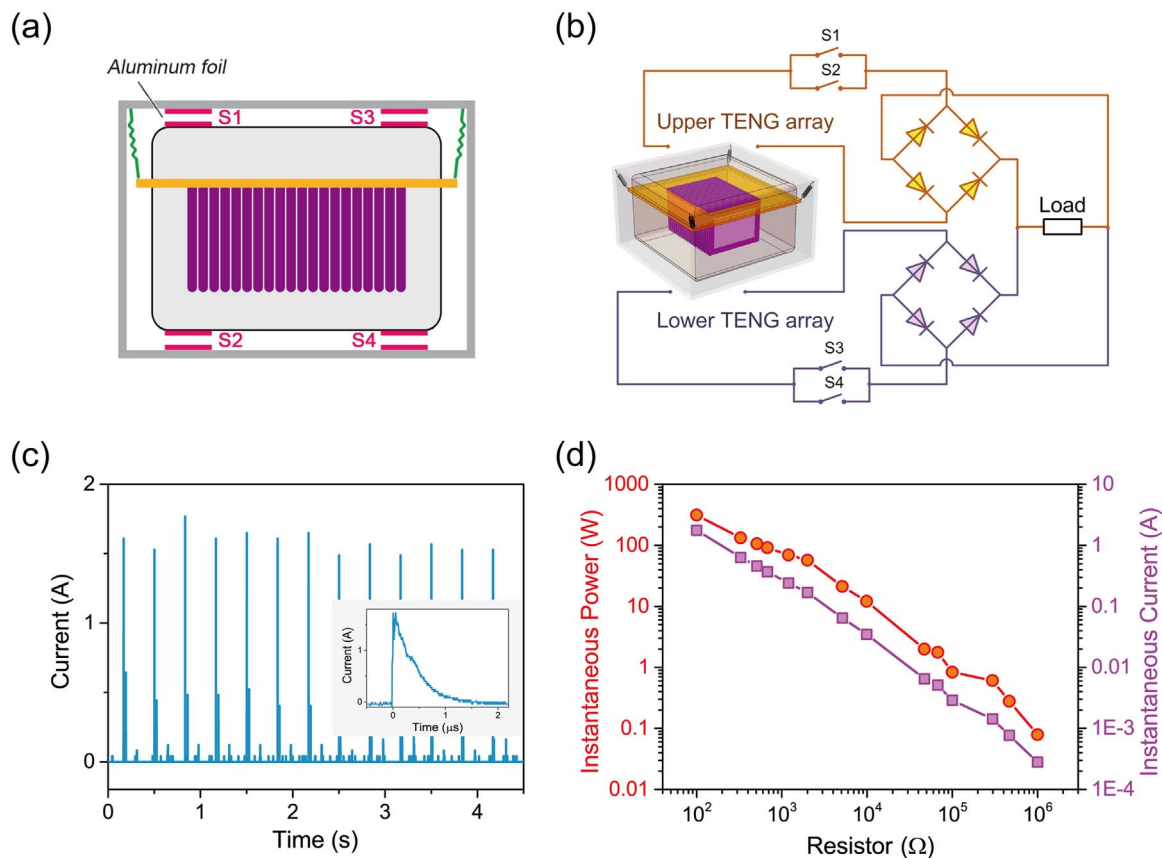 (a)
Aluminum foil
S1
S3
S2
S4
(b)
S1
S2
Upper TENG array
Load
Lower TENG array
S3
S4
(c)
Current (A)
2
1
0
0 1 2 3 4
Time (s)
Current (A)
1
0
0 1 2
Time (μs)
(d)
Instantaneous Power (W)
1000
100
10
1
0.1
0.01
Instantaneous Current (A)
10
1
0.1
0.01
1E-3
1E-4
10² 10³ 10⁴ 10⁵ 10⁶
Resistor (Ω)